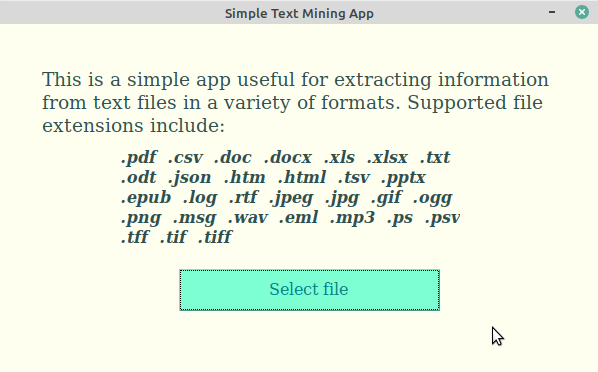 Simple Text Mining App
This is a simple app useful for extracting information
from text files in a variety of formats. Supported file
extensions include:
.pdf .csv .doc .docx .xls .xlsx .txt
.odt .json .htm .html .tsv .pptx
.epub .log .rtf .jpeg .jpg .gif .ogg
.png .msg .wav .eml .mp3 .ps .psv
.tff .tif .tiff
Select file